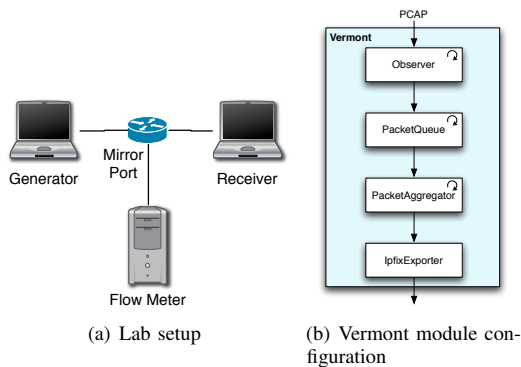 Generator
Mirror
Port
Receiver
Flow Meter
(a) Lab setup
PCAP
Vermont
Observer
PacketQueue
PacketAggregator
IpfixExporter
(b) Vermont module con-
figuration